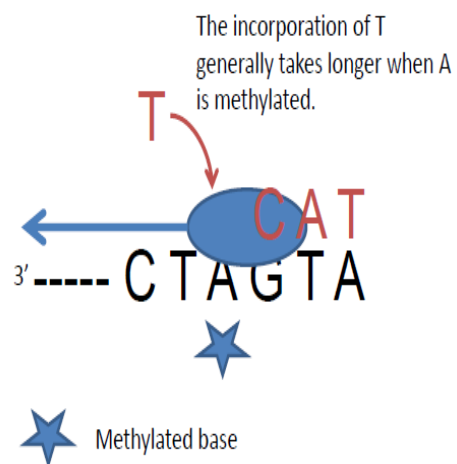 The incorporation of T
generally takes longer when A
is methylated.
T
CAT
3' ----- CTAGTA
Methylated base